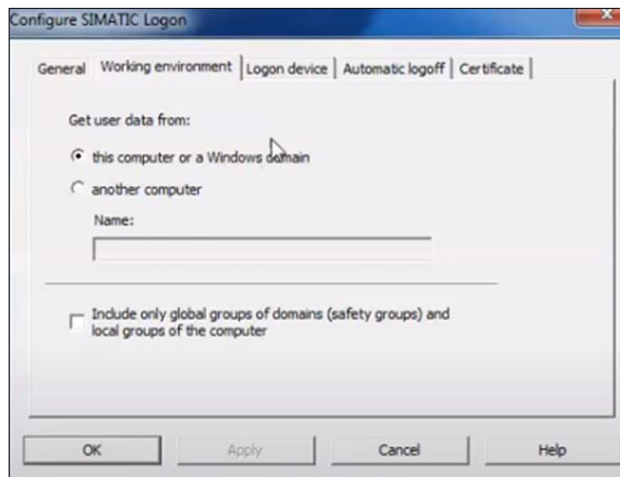 Configure SIMATIC Logon
General Working environment Logon device Automatic logoff Certificate
Get user data from:
this computer or a Windows domain
another computer
Name:
Include only global groups of domains (safety groups) and
local groups of the computer
OK Apply Cancel Help